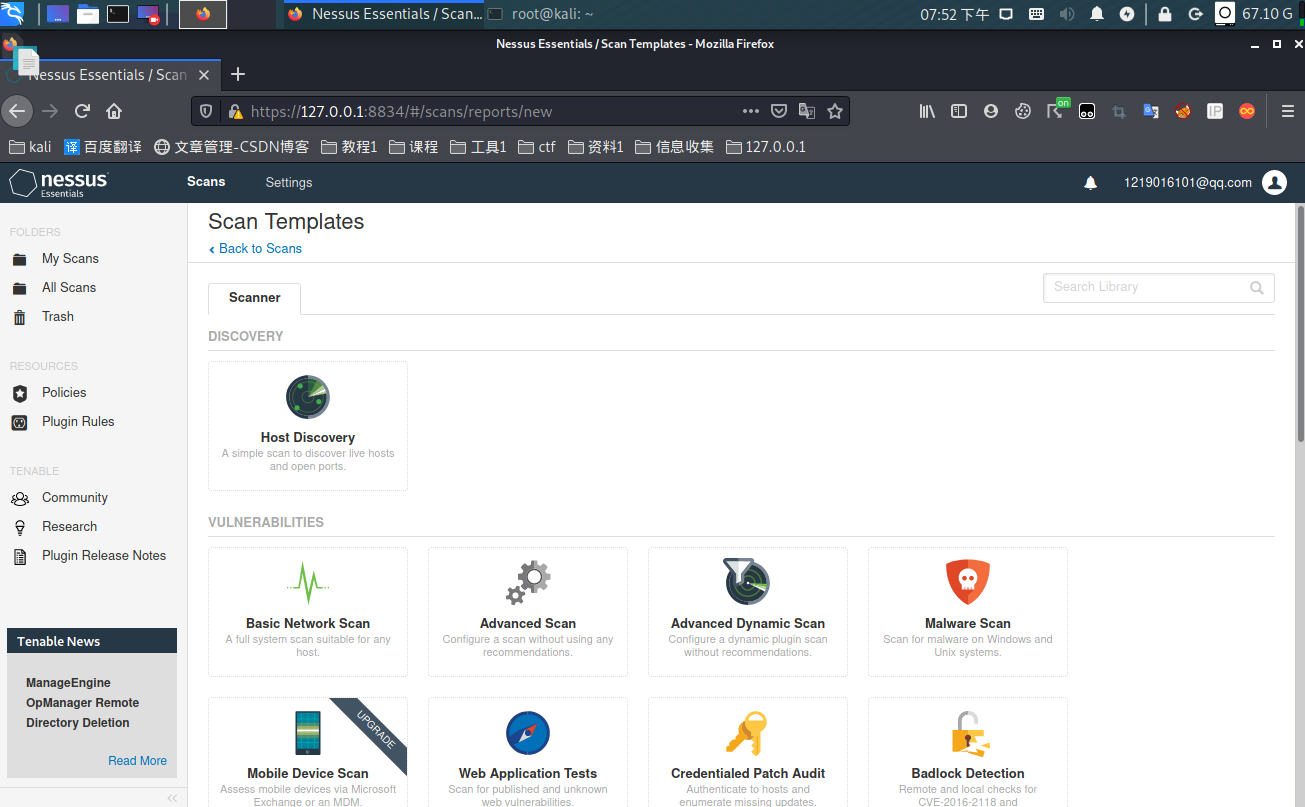 Nessus Essentials / Scan...
root@kali: ~
07:52 下午
67.10 G
Nessus Essentials / Scan Templates - Mozilla Firefox
Nessus Essentials / Scan
https://127.0.0.1:8834/#/scans/reports/new
on
IP
kali
译 百度翻译
文章管理-CSDN博客
教程1
课程
工具1
ctf
资料1
信息收集
127.0.0.1
nessus
Essentials
Scans
Settings
1219016101@qq.com
FOLDERS
My Scans
All Scans
Trash
RESOURCES
Policies
Plugin Rules
TENABLE
Community
Research
Plugin Release Notes
Tenable News
ManageEngine
OpManager Remote
Directory Deletion
Read More
Scan Templates
Back to Scans
Scanner
Search Library
DISCOVERY
Host Discovery
A simple scan to discover live hosts
and open ports.
VULNERABILITIES
Basic Network Scan
A full system scan suitable for any
host.
Advanced Scan
Configure a scan without using any
recommendations.
Advanced Dynamic Scan
Configure a dynamic plugin scan
without recommendations.
Malware Scan
Scan for malware on Windows and
Unix systems.
UPGRADE
Mobile Device Scan
Assess mobile devices via Microsoft
Exchange or an MDM.
Web Application Tests
Scan for published and unknown
web vulnerabilities.
Credentialed Patch Audit
Authenticate to hosts and
enumerate missing updates.
Badlock Detection
Remote and local checks for
CVE-2016-2118 and